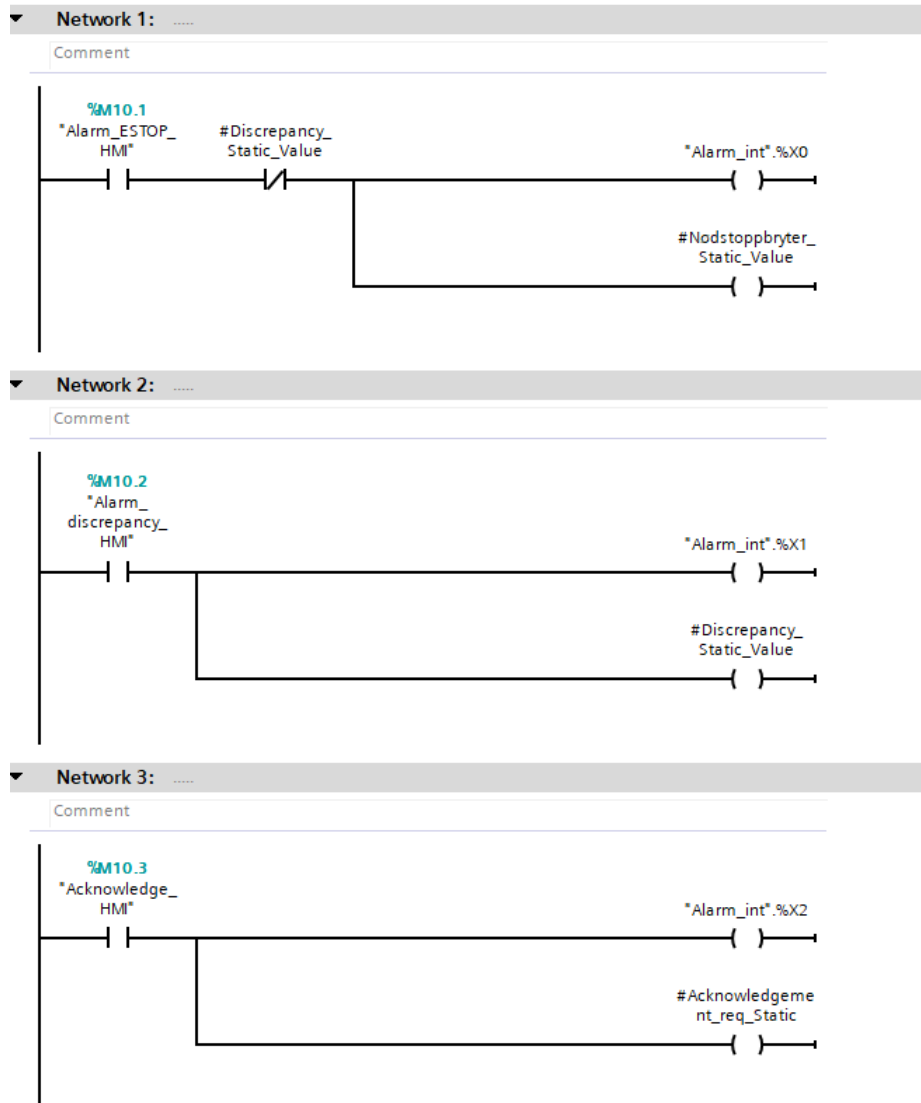 Network 1: .....
Comment
%M10.1
"Alarm_ESTOP_
HMI"
#Discrepancy_
Static_Value
"Alarm_int".%X0
#Nødstoppbryter_
Static_Value
Network 2: .....
Comment
%M10.2
"Alarm_
discrepancy_
HMI"
"Alarm_int".%X1
#Discrepancy_
Static_Value
Network 3: .....
Comment
%M10.3
"Acknowledge_
HMI"
"Alarm_int".%X2
#Acknowledgeme
nt_req_Static